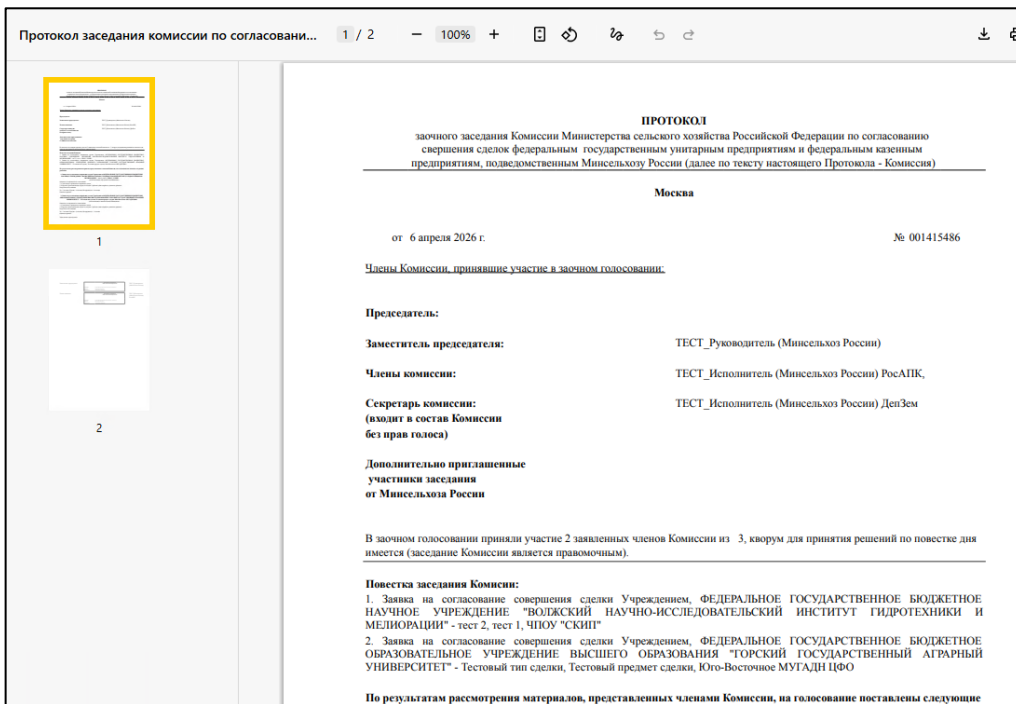 Протокол заседания комиссии по согласовани... 1 / 2 100%
1
2
ПРОТОКОЛ
заочного заседания Комиссии Министерства сельского хозяйства Российской Федерации по согласованию
свершения сделок федеральным государственным унитарным предприятиям и федеральным казенным
предприятиям, подведомственным Минсельхозу России (далее по тексту настоящего Протокола - Комиссия)
Москва
от 6 апреля 2026 г. № 001415486
Члены Комиссии, принявшие участие в заочном голосовании:
Председатель:
Заместитель председателя: ТЕСТ_Руководитель (Минсельхоз России)
Члены комиссии: ТЕСТ_Исполнитель (Минсельхоз России) РосАПК,
Секретарь комиссии: ТЕСТ_Исполнитель (Минсельхоз России) ДепЗем
(входит в состав Комиссии
без прав голоса)
Дополнительно приглашенные
участники заседания
от Минсельхоза России
В заочном голосовании приняли участие 2 заявленных членов Комиссии из 3, кворум для принятия решений по повестке дня
имеется (заседание Комиссии является правомочным).
Повестка заседания Комисии:
1. Заявка на согласование совершения сделки Учреждением, ФЕДЕРАЛЬНОЕ ГОСУДАРСТВЕННОЕ БЮДЖЕТНОЕ
НАУЧНОЕ УЧРЕЖДЕНИЕ "ВОЛЖСКИЙ НАУЧНО-ИССЛЕДОВАТЕЛЬСКИЙ ИНСТИТУТ ГИДРОТЕХНИКИ И
МЕЛИОРАЦИИ" - тест 2, тест 1, ЧПОУ "СКИП"
2. Заявка на согласование совершения сделки Учреждением, ФЕДЕРАЛЬНОЕ ГОСУДАРСТВЕННОЕ БЮДЖЕТНОЕ
ОБРАЗОВАТЕЛЬНОЕ УЧРЕЖДЕНИЕ ВЫСШЕГО ОБРАЗОВАНИЯ "ГОРСКИЙ ГОСУДАРСТВЕННЫЙ АГРАРНЫЙ
УНИВЕРСИТЕТ" - Тестовый тип сделки, Тестовый предмет сделки, Юго-Восточное МУГАДН ЦФО
По результатам рассмотрения материалов, представленных членами Комиссии, на голосование поставлены следующие